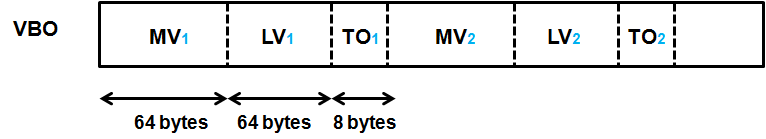 VBO MV1 LV1 TO1 MV2 LV2 TO2
64 bytes 64 bytes 8 bytes